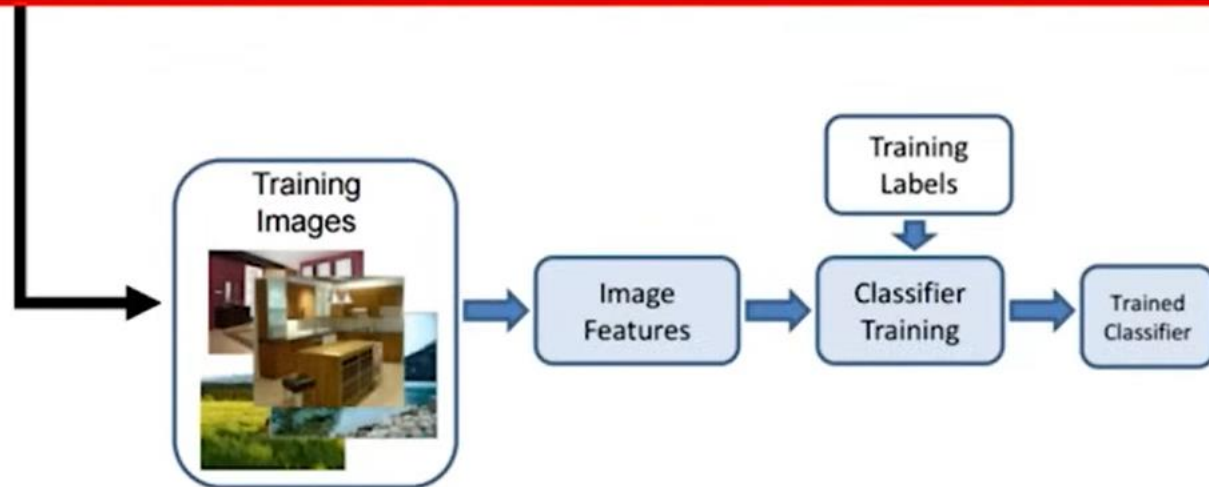 Training
Images
Image
Features
Training
Labels
Classifier
Training
Trained
Classifier